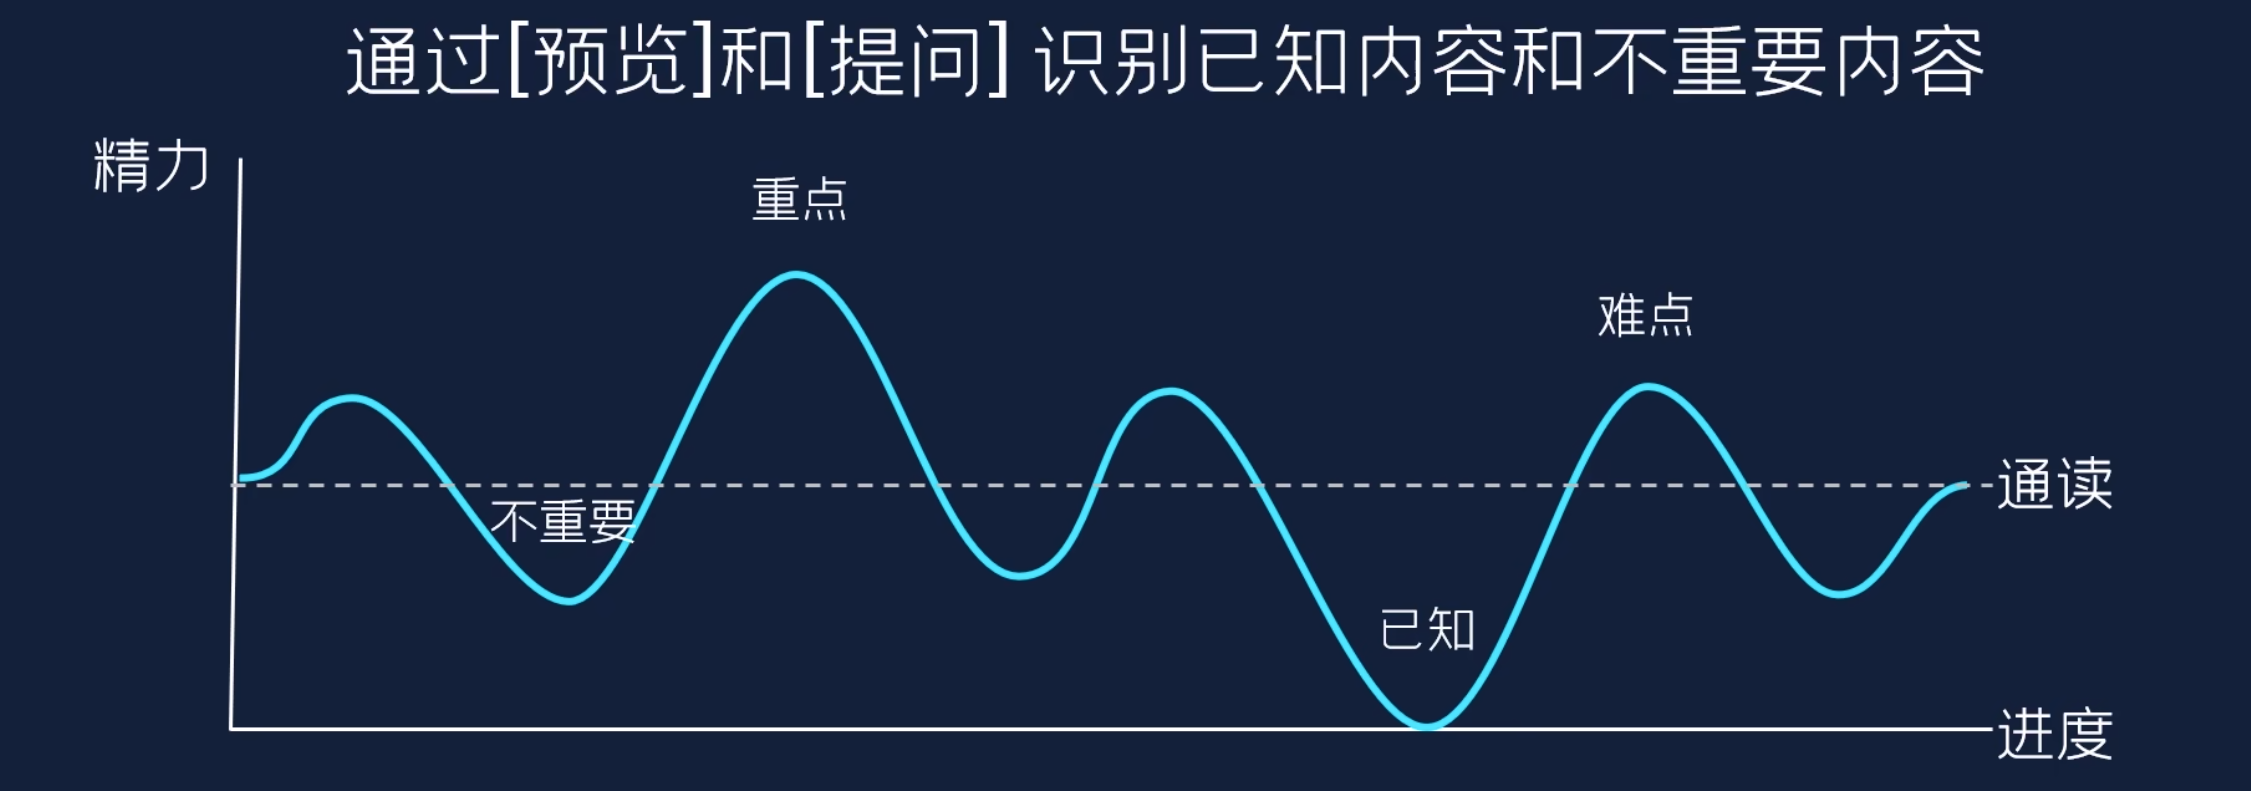 通过[预览]和[提问] 识别已知内容和不重要内容
精力
重点
难点
通读
不重要
已知
进度